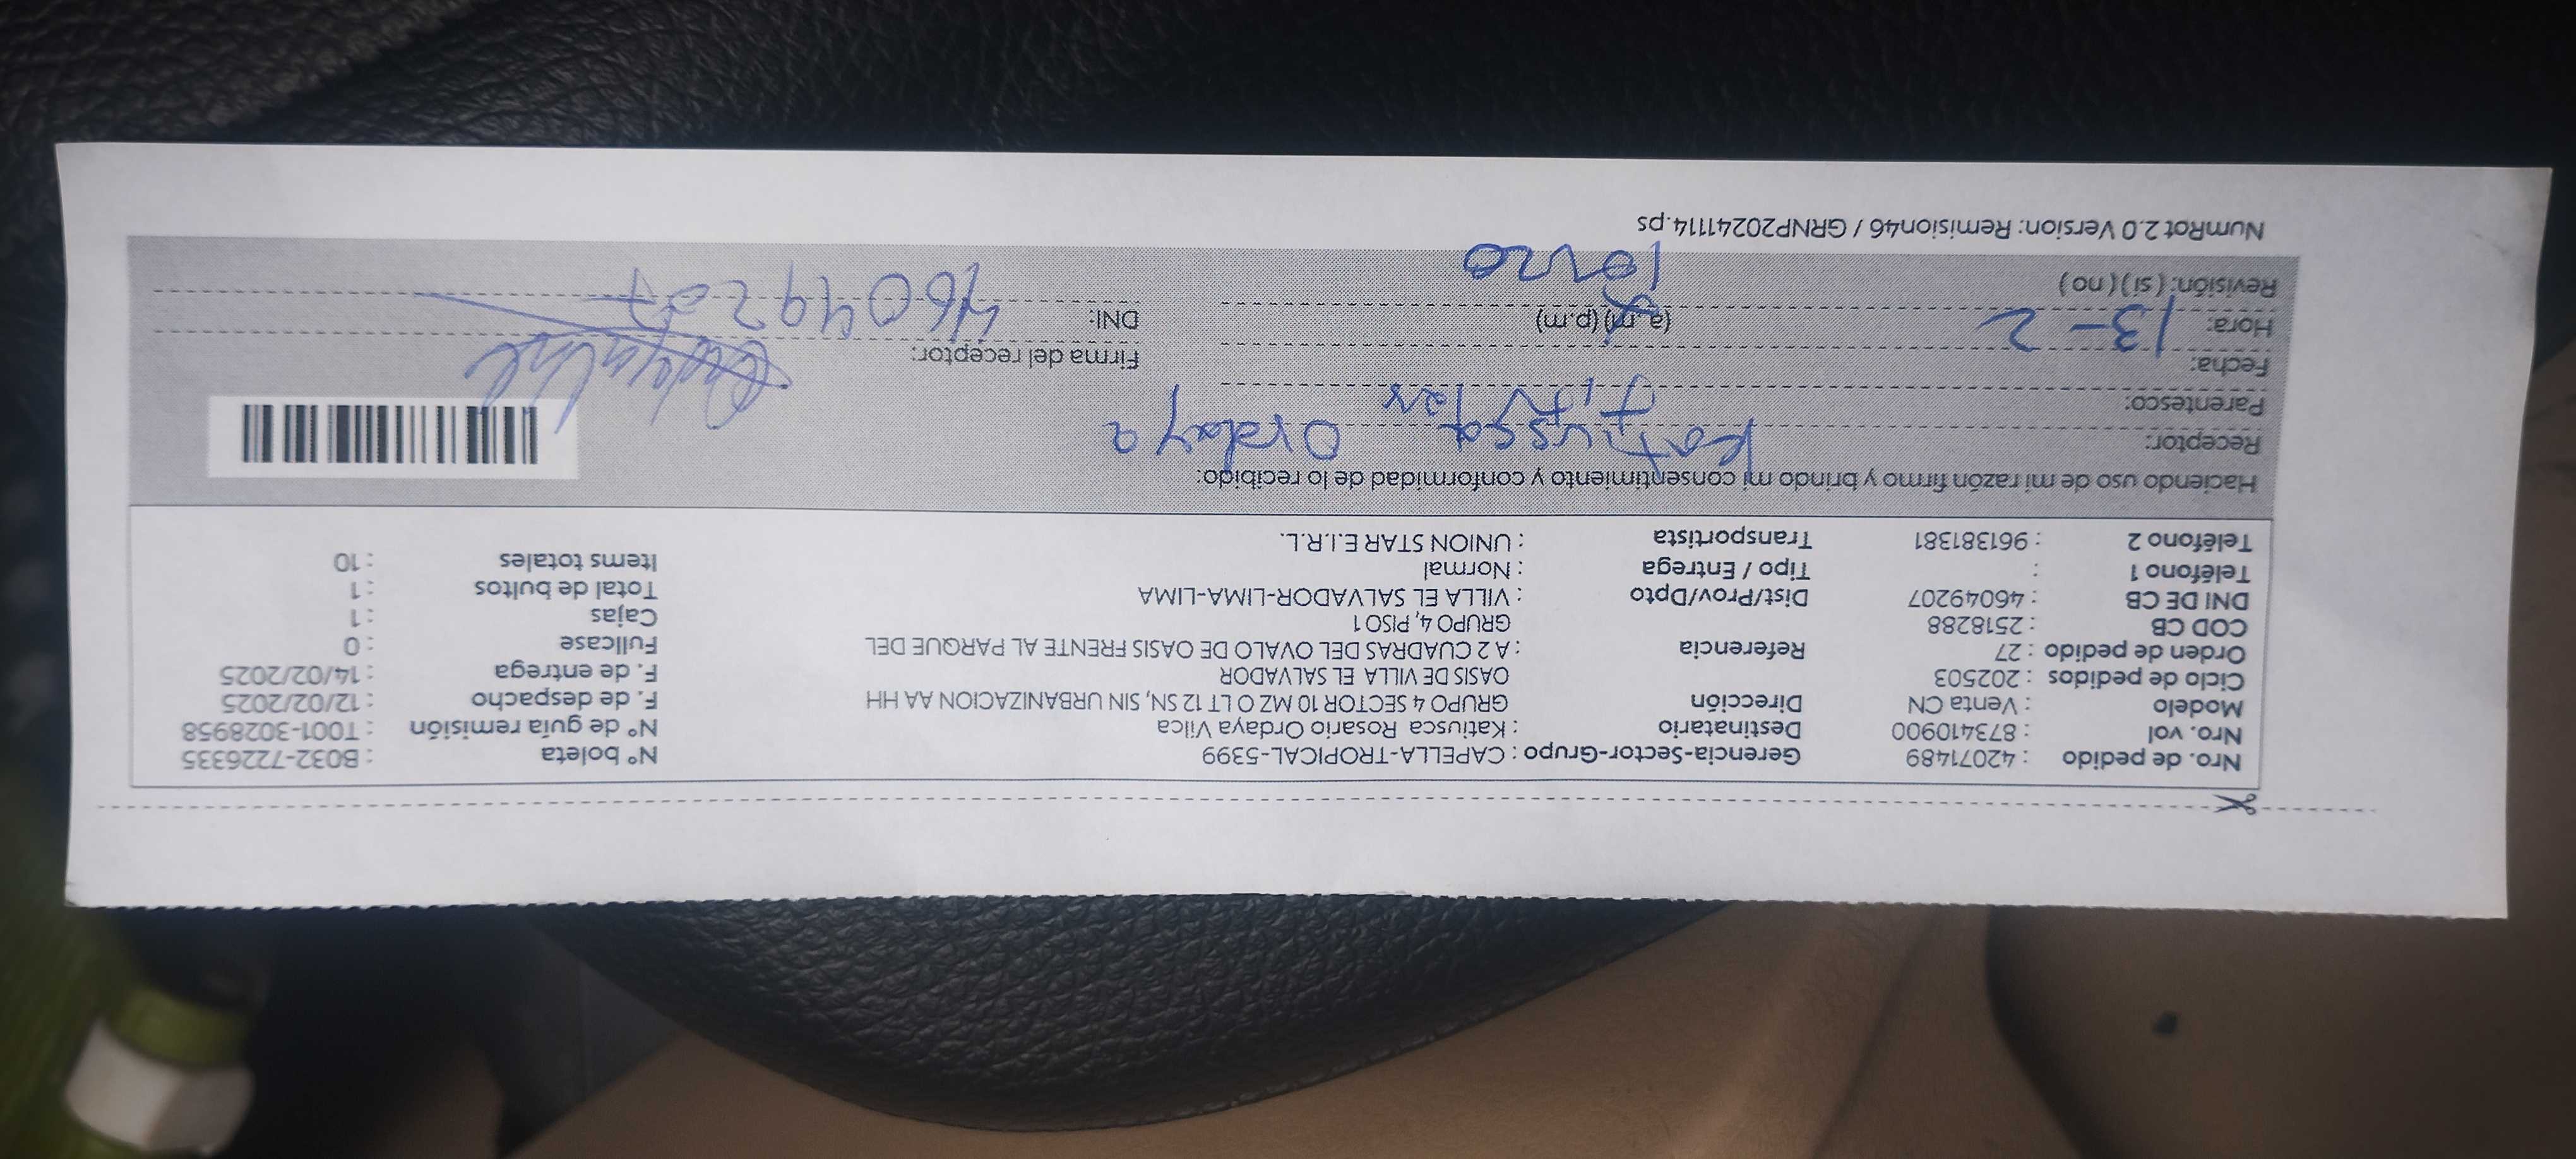 Nro. de pedido : 42071489 Gerencia-Sector-Grupo : CAPELLA-TROPICAL-5399 N° boleta : B032-7226335
Nro. vol : 873410900 Destinatario : Katiusca Rosario Ordaya Vilca N° de guía remisión : T001-3028958
Modelo : Venta CN Dirección GRUPO 4 SECTOR 10 MZ O LT 12 SN, SIN URBANIZACION AA HH F. de despacho : 12/02/2025
Ciclo de pedidos : 202503 OASIS DE VILLA EL SALVADOR F. de entrega : 14/02/2025
Orden de pedido : 27 Referencia : A 2 CUADRAS DEL OVALO DE OASIS FRENTE AL PARQUE DEL Fullcase : 0
COD CB : 2518288 GRUPO 4, PISO 1 Cajas : 1
DNI DE CB : 46049207 Dist/Prov/Dpto : VILLA EL SALVADOR-LIMA-LIMA Total de bultos : 1
Teléfono 1 : Tipo / Entrega : Normal Items totales : 10
Teléfono 2 : 961381381 Transportista : UNION STAR E.I.R.L.
Haciendo uso de mi razón firmo y brindo mi consentimiento y conformidad de lo recibido:
Receptor: Katiusca Ordaya
Parentesco: Titular
Fecha: Firma del receptor:
Hora: 13-2 (a.m) (p.m) DNI: 46049207
Revisión: ( si ) ( no )
NumRot 2.0 Version: Remision46 / GRNP20241114.ps